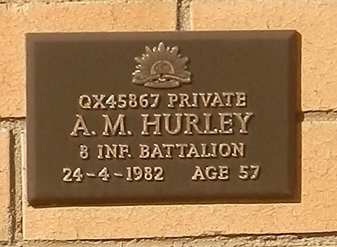 QX45867 PRIVATE
A. M. HURLEY
8 INF. BATTALION
24-4-1982 AGE 57